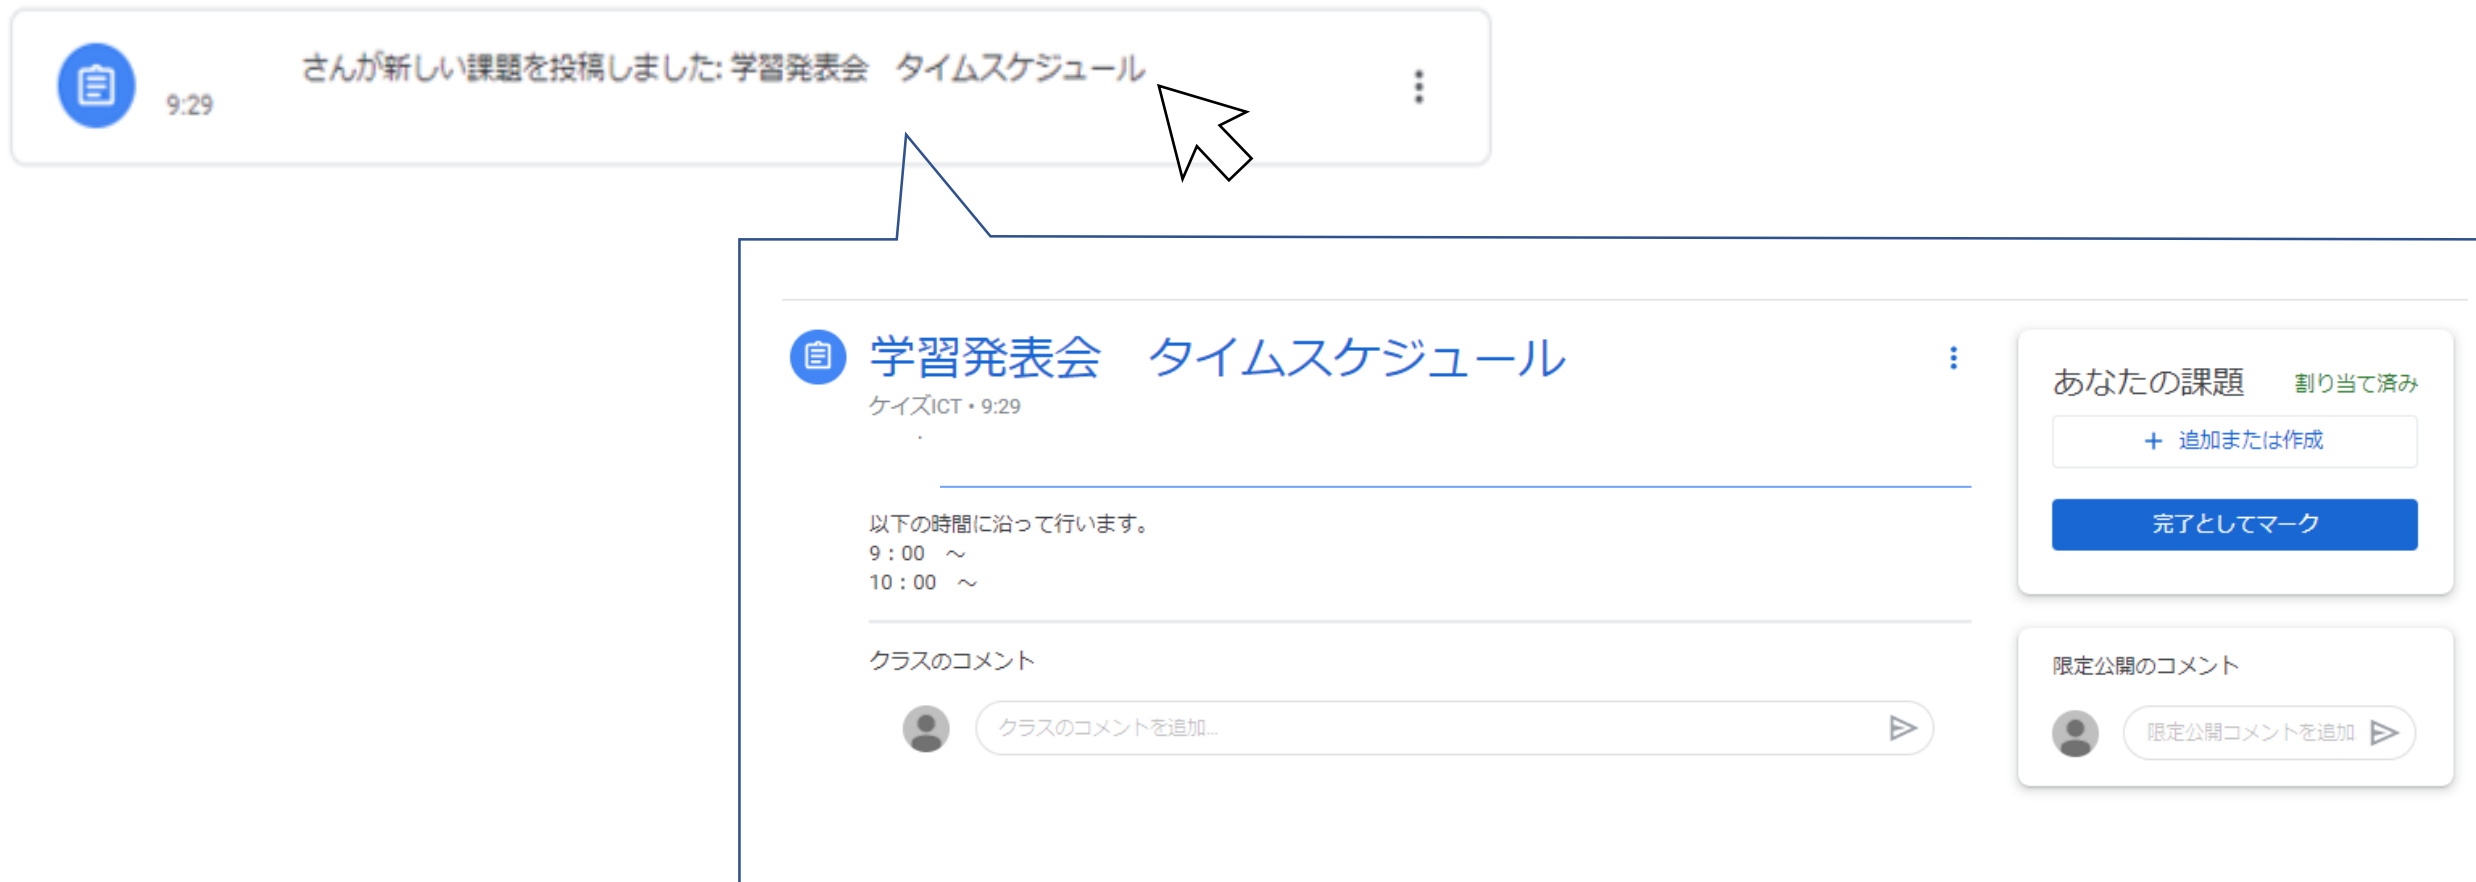 さんが新しい課題を投稿しました: 学習発表会　タイムスケジュール
9:29
学習発表会　タイムスケジュール
ケイズICT • 9:29
以下の時間に沿って行います。
9：00　～
10：00　～
クラスのコメント
クラスのコメントを追加...
あなたの課題　割り当て済み
+ 追加または作成
完了としてマーク
限定公開のコメント
限定公開コメントを追加